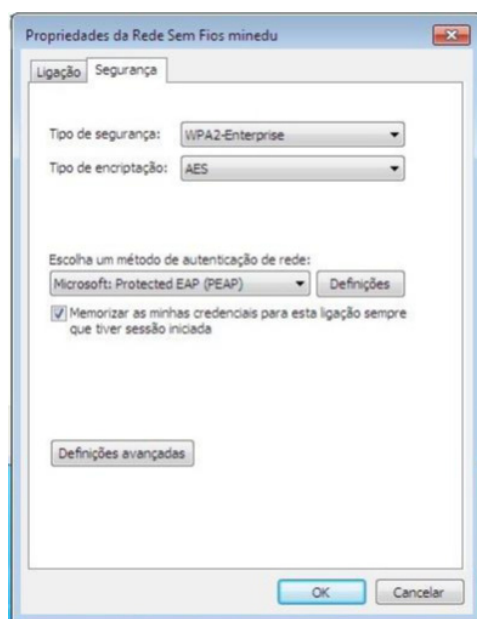 Propriedades da Rede Sem Fios minedu
Ligação Segurança
Tipo de segurança: WPA2-Enterprise
Tipo de encriptação: AES
Escolha um método de autenticação de rede:
Microsoft: Protected EAP (PEAP) Definições
Memorizar as minhas credenciais para esta ligação sempre
que tiver sessão iniciada
Definições avançadas
OK Cancelar